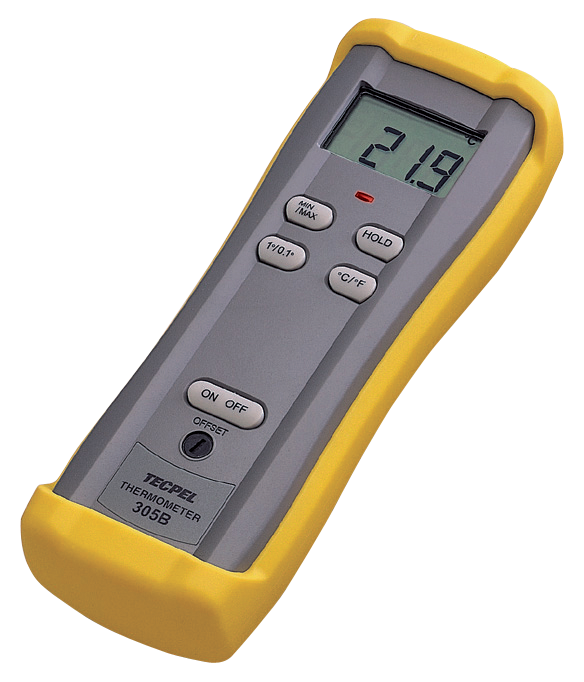 °C
21.9
MIN
/MAX
HOLD
1°/0.1°
°C/°F
ON OFF
OFFSET
TECPEL
THERMOMETER
305B